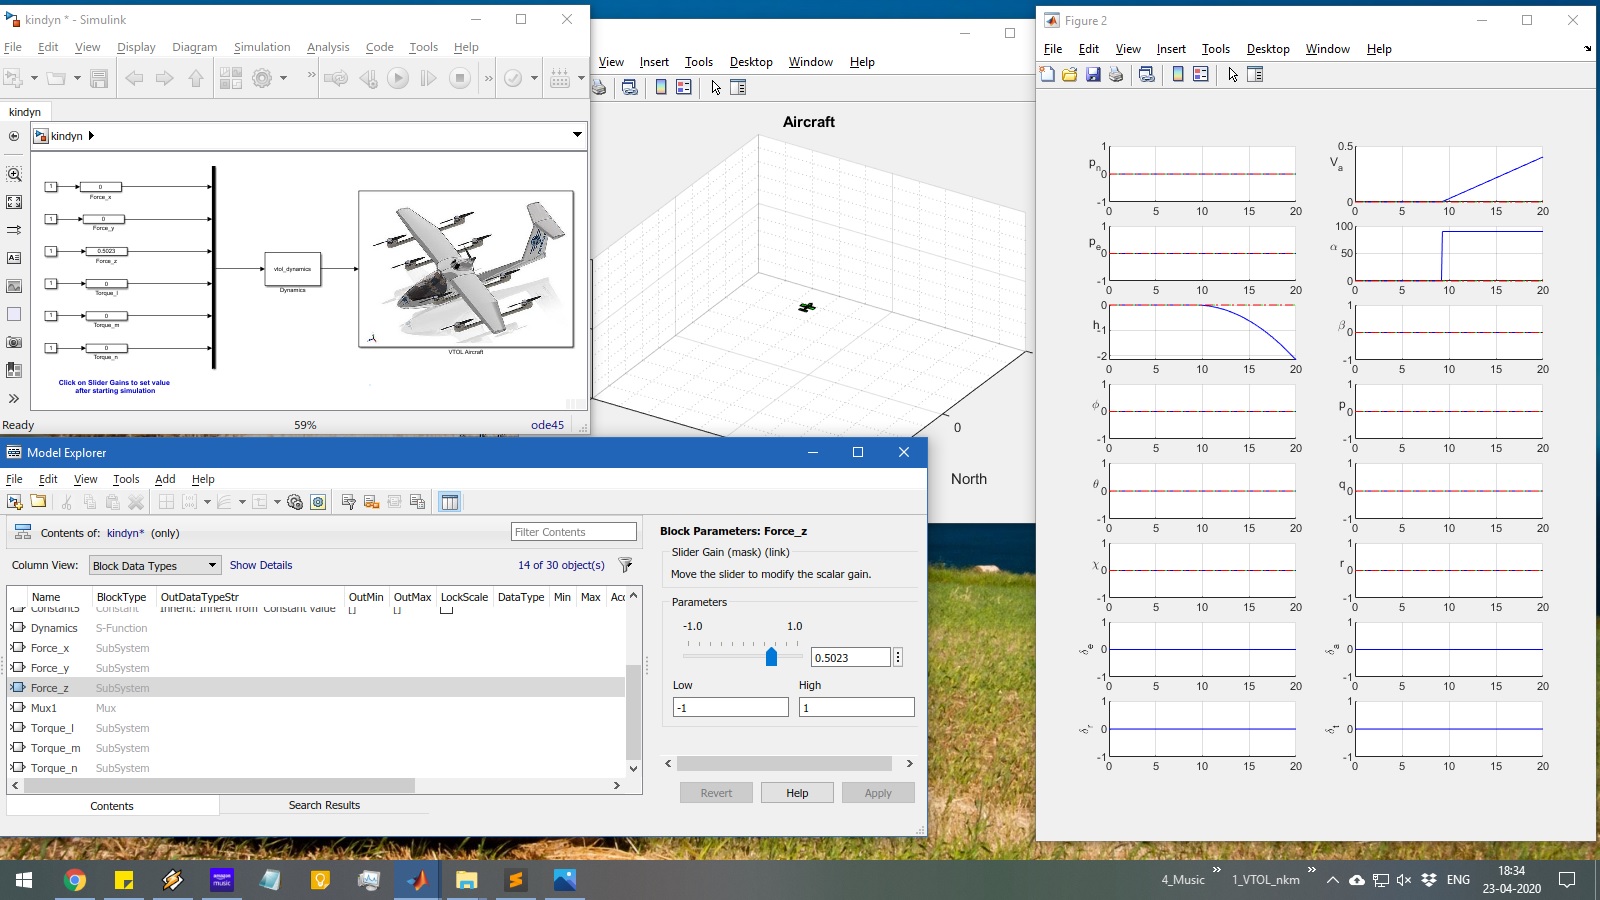 kindyn * - Simulink
File Edit View Display Diagram Simulation Analysis Code Tools Help
kindyn
kindyn
1 0
Force_x
1 0
Force_y
1 0.5023
Force_z
1 0
Torque_l
1 0
Torque_m
1 0
Torque_n
vtol_dynamics
Dynamics
VTOL Aircraft
Click on Slider Gains to set value
after starting simulation
Ready 59% ode45
View Insert Tools Desktop Window Help
Aircraft
0
North
Model Explorer
File Edit View Tools Add Help
Contents of: kindyn* (only)
Filter Contents
Column View: Block Data Types Show Details 14 of 30 object(s)
Name BlockType OutDataTypeStr OutMin OutMax LockScale DataType Min Max Acc
Constant5 Constant Inherit: Inherit from 'Constant value' [] []
Dynamics S-Function
Force_x SubSystem
Force_y SubSystem
Force_z SubSystem
Mux1 Mux
Torque_l SubSystem
Torque_m SubSystem
Torque_n SubSystem
Contents Search Results
Block Parameters: Force_z
Slider Gain (mask) (link)
Move the slider to modify the scalar gain.
Parameters
-1.0 1.0
0.5023
Low High
-1 1
Revert Help Apply
Figure 2
File Edit View Insert Tools Desktop Window Help
1
pn 0
-1
0 5 10 15 20
0.5
Va
0
0 5 10 15 20
1
pe 0
-1
0 5 10 15 20
100
α 50
0
0 5 10 15 20
0
h -1
-2
0 5 10 15 20
1
β 0
-1
0 5 10 15 20
1
ϕ 0
-1
0 5 10 15 20
1
p 0
-1
0 5 10 15 20
1
θ 0
-1
0 5 10 15 20
1
q 0
-1
0 5 10 15 20
1
χ 0
-1
0 5 10 15 20
1
r 0
-1
0 5 10 15 20
1
δe 0
-1
0 5 10 15 20
1
δa 0
-1
0 5 10 15 20
1
δr 0
-1
0 5 10 15 20
1
δt 0
-1
0 5 10 15 20
amazon
music
4_Music » 1_VTOL_nkm » ENG
18:34
23-04-2020